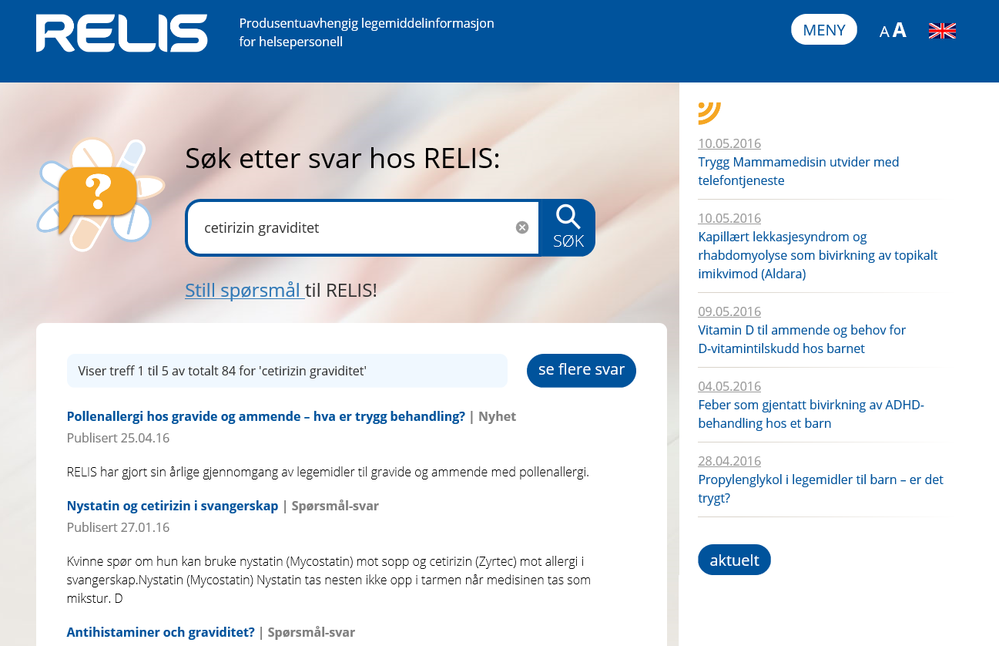 RELIS
Produsentuavhengig legemiddelinformasjon
for helsepersonell
MENY
A A
Søk etter svar hos RELIS:
cetirizin graviditet
SØK
Still spørsmål til RELIS!
?
Viser treff 1 til 5 av totalt 84 for 'cetirizin graviditet'
se flere svar
Pollenallergi hos gravide og ammende – hva er trygg behandling? | Nyhet
Publisert 25.04.16
RELIS har gjort sin årlige gjennomgang av legemidler til gravide og ammende med pollenallergi.
Nystatin og cetirizin i svangerskap | Spørsmål-svar
Publisert 27.01.16
Kvinne spør om hun kan bruke nystatin (Mycostatin) mot sopp og cetirizin (Zyrtec) mot allergi i
svangerskap.Nystatin (Mycostatin) Nystatin tas nesten ikke opp i tarmen når medisinen tas som
mikstur. D
Antihistaminer och graviditet? | Spørsmål-svar
10.05.2016
Trygg Mammamedisin utvider med
telefontjeneste
10.05.2016
Kapillært lekkasjesyndrom og
rhabdomyolyse som bivirkning av topikalt
imikvimod (Aldara)
09.05.2016
Vitamin D til ammende og behov for
D-vitamintilskudd hos barnet
04.05.2016
Feber som gjentatt bivirkning av ADHD-
behandling hos et barn
28.04.2016
Propylenglykol i legemidler til barn – er det
trygt?
aktuelt